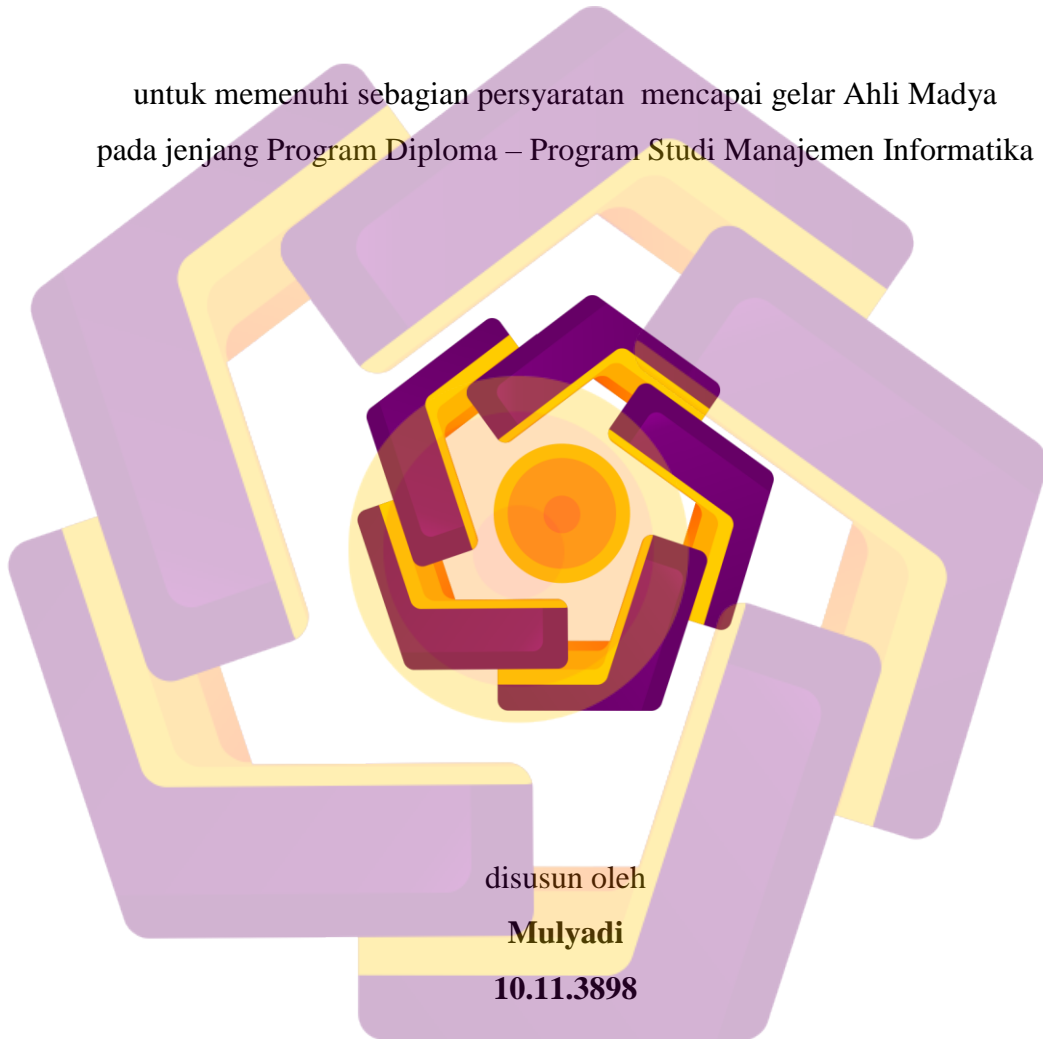 untuk memenuhi sebagian persyaratan mencapai gelar Ahli Madya
pada jenjang Program Diploma – Program Studi Manajemen Informatika
disusun oleh
Mulyadi
10.11.3898